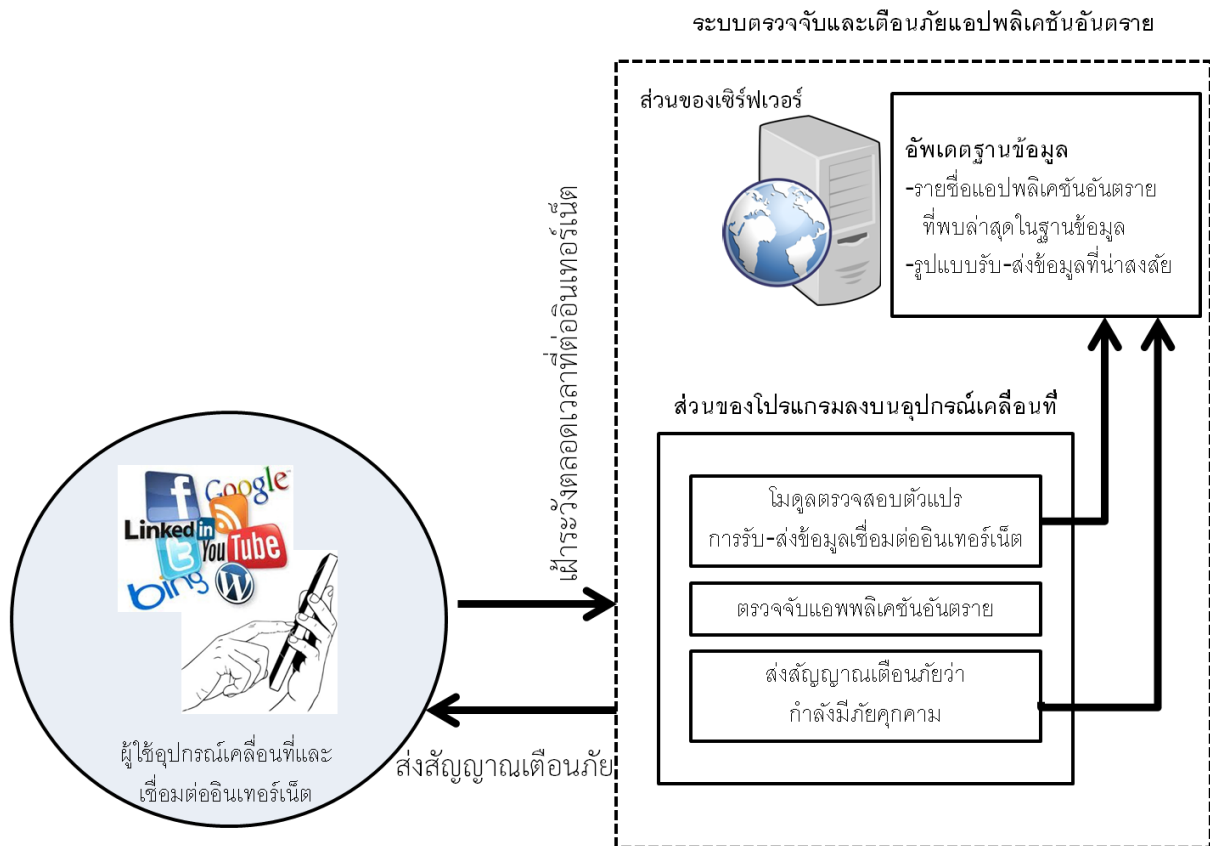 ระบบตรวจจับและเตือนภัยแอปพลิเคชันอันตราย
ส่วนของเซิร์ฟเวอร์
อัพเดตฐานข้อมูล
-รายชื่อแอปพลิเคชันอันตราย
ที่พบล่าสุดในฐานข้อมูล
-รูปแบบรับ-ส่งข้อมูลที่น่าสงสัย
เฝ้าระวังตลอดเวลาที่ต่ออินเทอร์เน็ต
ส่วนของโปรแกรมลงบนอุปกรณ์เคลื่อนที่
โมดูลตรวจสอบตัวแปร
การรับ-ส่งข้อมูลเชื่อมต่ออินเทอร์เน็ต
ตรวจจับแอพพลิเคชันอันตราย
ส่งสัญญาณเตือนภัยว่า
กำลังมีภัยคุกคาม
f
Google
Linked in
t
You Tube
bing
W
ผู้ใช้อุปกรณ์เคลื่อนที่และ
เชื่อมต่ออินเทอร์เน็ต
ส่งสัญญาณเตือนภัย